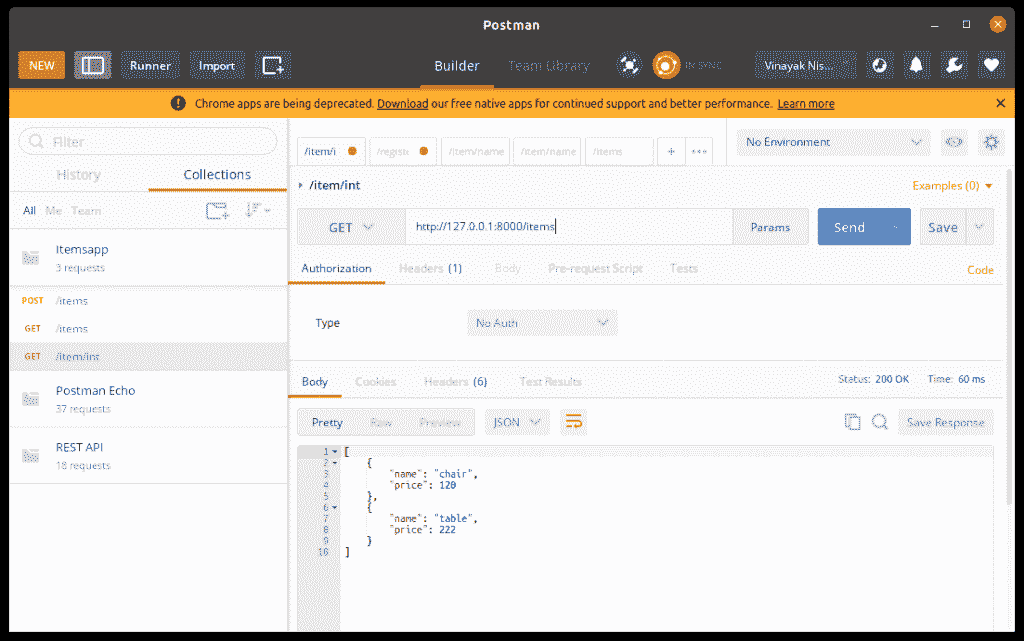 Postman
NEW Runner Import Builder Team Library IN SYNC Vinayak Nis...
Chrome apps are being deprecated. Download our free native apps for continued support and better performance. Learn more
Filter
History Collections
All Me Team
Itemsapp
3 requests
POST /items
GET /items
GET /item/int
Postman Echo
37 requests
REST API
18 requests
/item/i /registe /item/name /item/name /items + ••• No Environment
/item/int Examples (0)
GET http://127.0.0.1:8000/items Params Send Save
Authorization Headers (1) Body Pre-request Script Tests Code
Type No Auth
Body Cookies Headers (6) Test Results Status: 200 OK Time: 60 ms
Pretty Raw Preview JSON Save Response
1 [
2 {
3 "name": "chair",
4 "price": 120
5 },
6 {
7 "name": "table",
8 "price": 222
9 }
10 ]